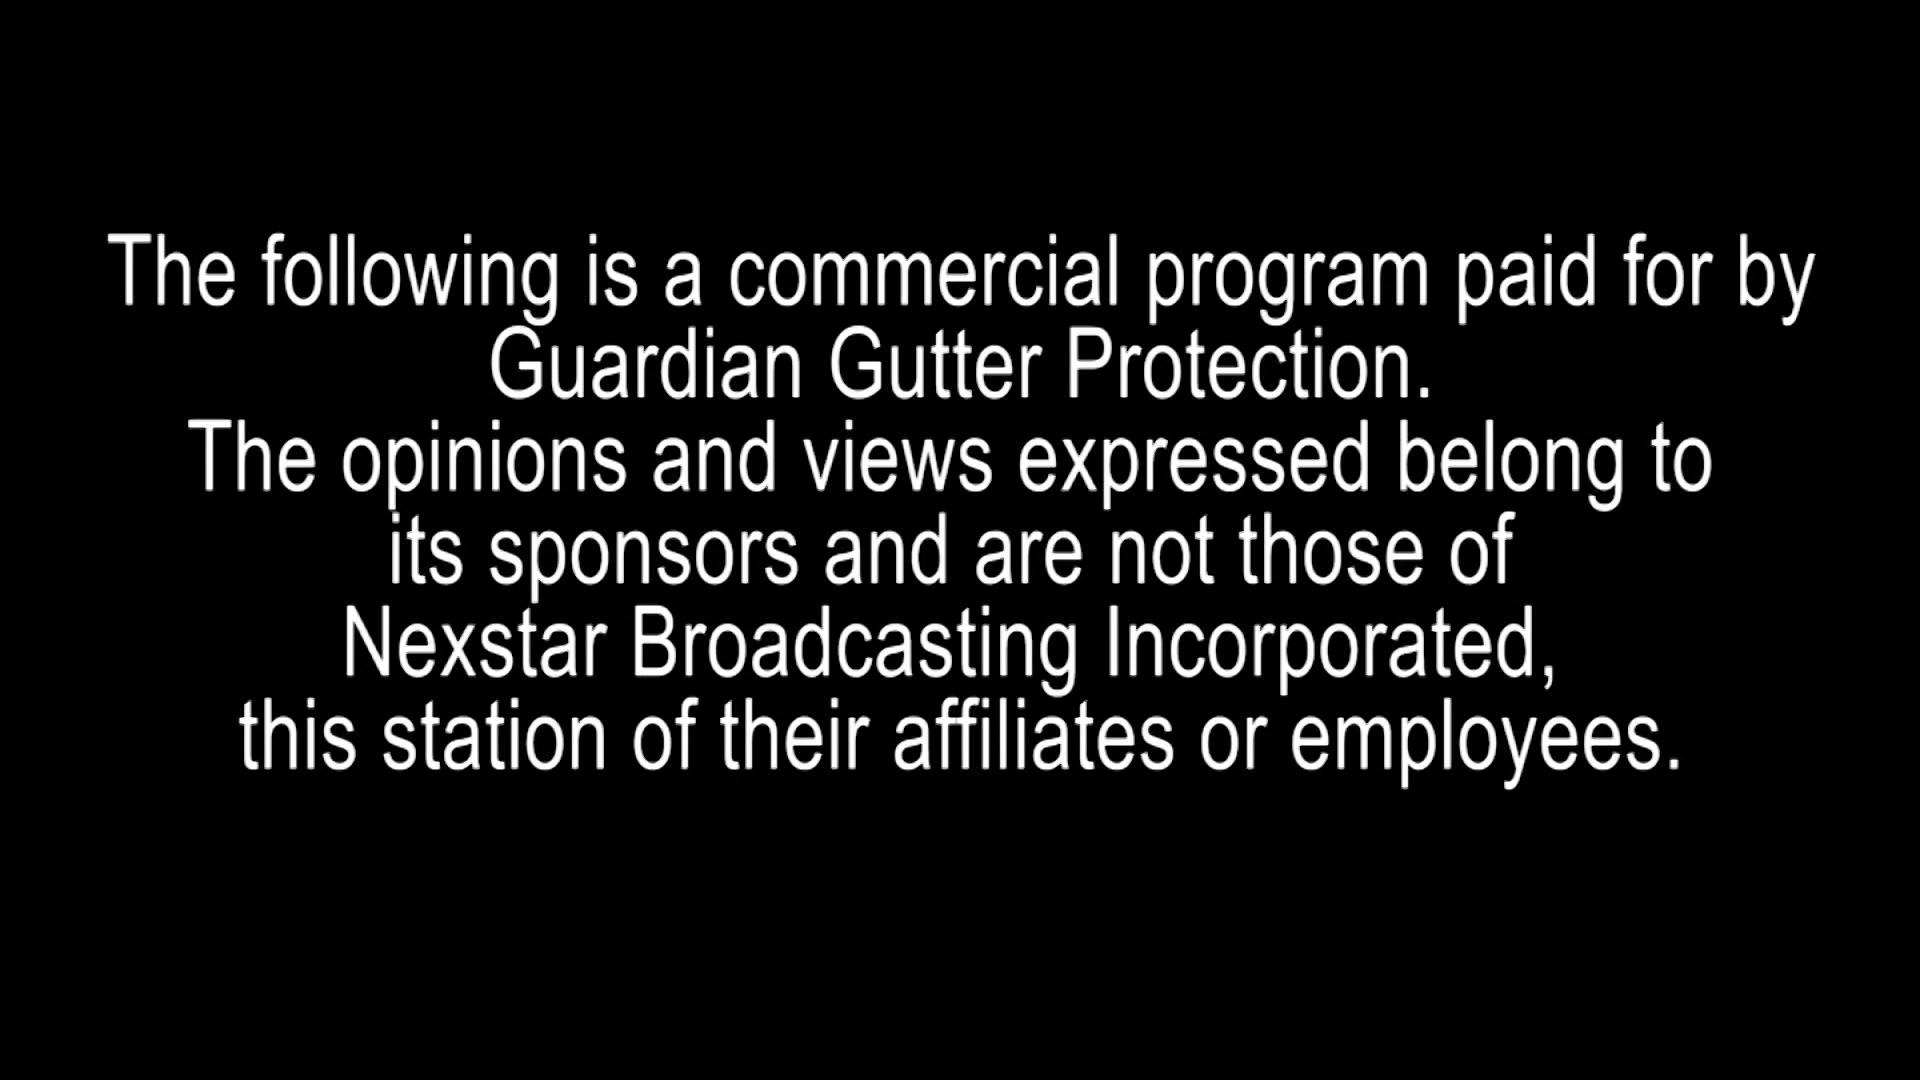 The following is a commercial program paid for by
Guardian Gutter Protection.
The opinions and views expressed belong to
its sponsors and are not those of
Nexstar Broadcasting Incorporated,
this station of their affiliates or employees.